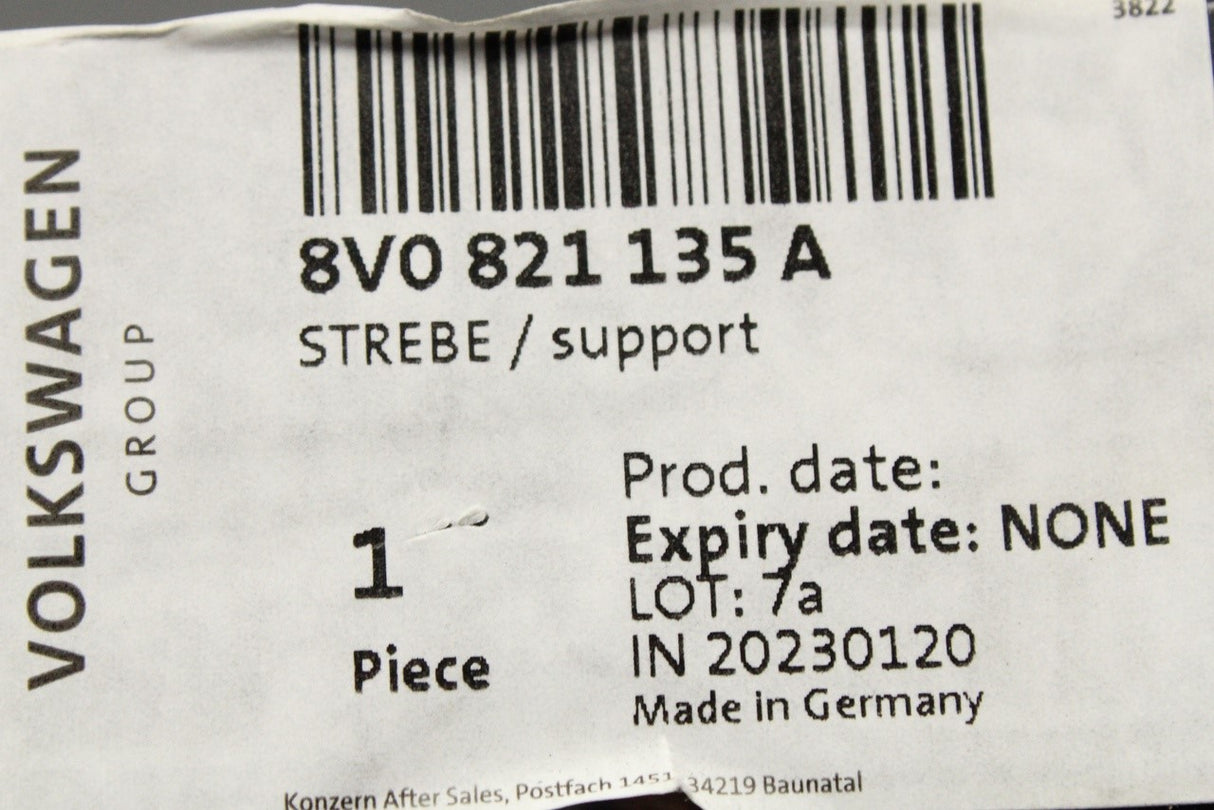 3822
VOLKSWAGEN
GROUP
8V0 821 135 A
STREBE / support
1
Piece
Prod. date:
Expiry date: NONE
LOT: 7a
IN 20230120
Made in Germany
Konzern After Sales, Postfach 1451 34219 Baunatal